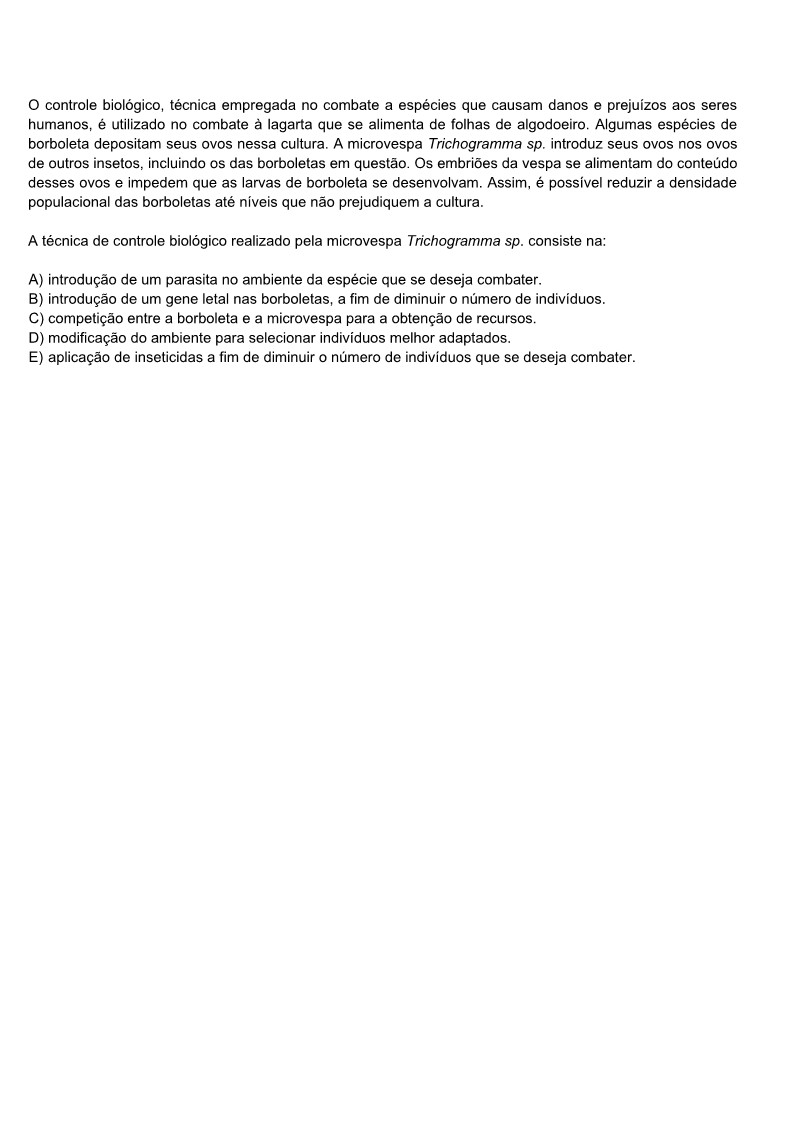 O controle biológico, técnica empregada no combate a espécies que causam danos e prejuízos aos seres
humanos, é utilizado no combate à lagarta que se alimenta de folhas de algodoeiro. Algumas espécies de
borboleta depositam seus ovos nessa cultura. A microvespa Trichogramma sp. introduz seus ovos nos ovos
de outros insetos, incluindo os das borboletas em questão. Os embriões da vespa se alimentam do conteúdo
desses ovos e impedem que as larvas de borboleta se desenvolvam. Assim, é possível reduzir a densidade
populacional das borboletas até níveis que não prejudiquem a cultura.
A técnica de controle biológico realizado pela microvespa Trichogramma sp. consiste na:
A) introdução de um parasita no ambiente da espécie que se deseja combater.
B) introdução de um gene letal nas borboletas, a fim de diminuir o número de indivíduos.
C) competição entre a borboleta e a microvespa para a obtenção de recursos.
D) modificação do ambiente para selecionar indivíduos melhor adaptados.
E) aplicação de inseticidas a fim de diminuir o número de indivíduos que se deseja combater.